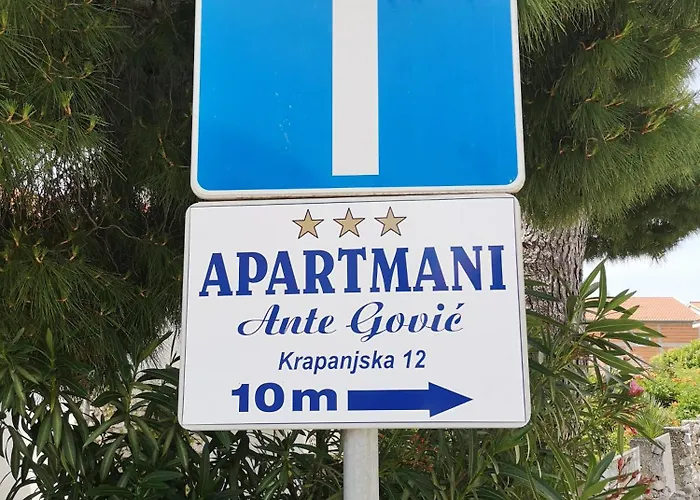 APARTMANI
Ante Gović
Krapanjska 12
10m